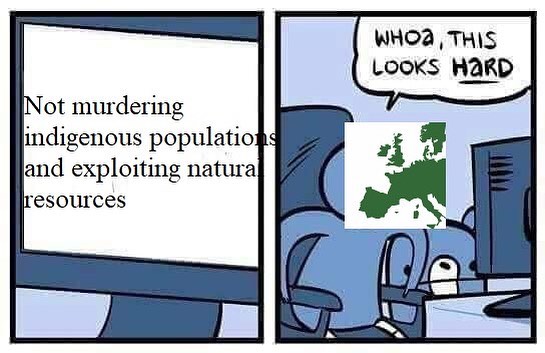 Not murdering
indigenous populations
and exploiting natural
resources
WHOA, THIS
LOOKS HARD